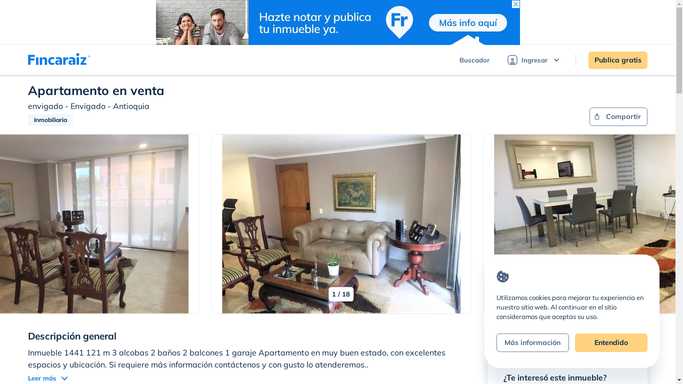 Hazte notar y publica
tu inmueble ya.
Fr
Más info aquí
Fincaraiz
Buscador
Ingresar
Publica gratis
Apartamento en venta
envigado - Envigado - Antioquia
Inmobiliaria
Compartir
1 / 18
Utilizamos cookies para mejorar tu experiencia en
nuestro sitio web. Al continuar en el sitio
consideramos que aceptas su uso.
Más información
Entendido
Descripción general
Inmueble 1441 121 m 3 alcobas 2 baños 2 balcones 1 garaje Apartamento en muy buen estado, con excelentes
espacios y ubicación. Si requiere más información contáctenos y con gusto lo atenderemos..
Leer más
¿Te interesó este inmueble?